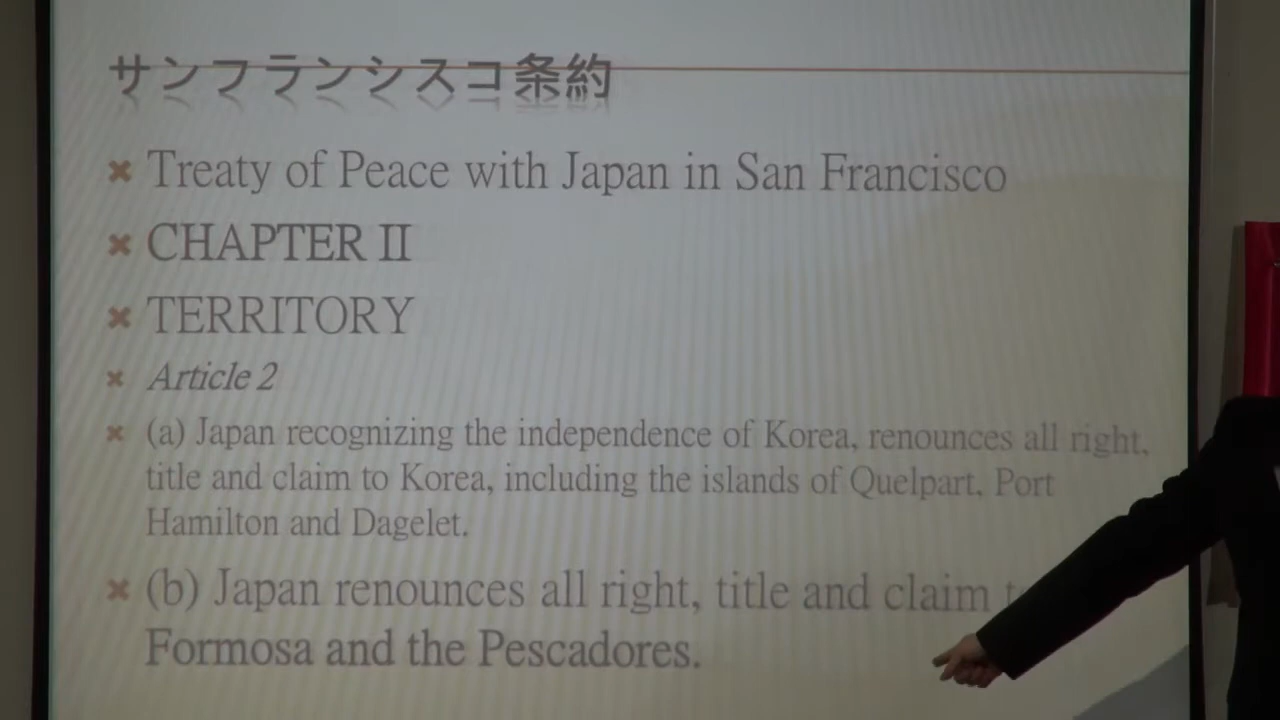 サンフランシスコ条約
Treaty of Peace with Japan in San Francisco
CHAPTER II
TERRITORY
Article 2
(a) Japan recognizing the independence of Korea, renounces all right,
title and claim to Korea, including the islands of Quelpart, Port
Hamilton and Dagelet.
(b) Japan renounces all right, title and claim
Formosa and the Pescadores.